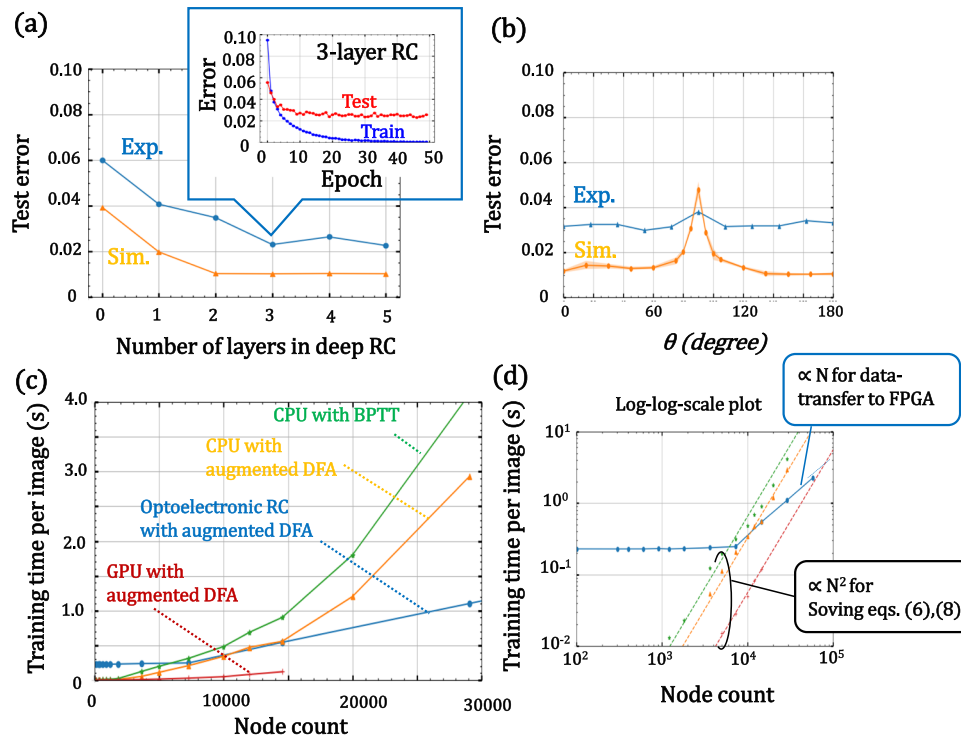 (a)
0.10
0.08
0.06
0.04
0.02
0
Test error
Exp.
Sim.
0
1
2
3
4
5
Number of layers in deep RC
0.10
0.08
0.06
0.04
0.02
0
Error
3-layer RC
Test
Train
0
10
20
30
40
50
Epoch
(b)
0.10
0.08
0.06
0.04
0.02
0
Test error
Exp.
Sim.
0
60
120
180
θ (degree)
(c)
4.0
3.0
2.0
1.0
0
Training time per image (s)
CPU with BPTT
CPU with
augmented DFA
Optoelectronic RC
with augmented DFA
GPU with
augmented DFA
0
10000
20000
30000
Node count
(d)
∝ N for data-
transfer to FPGA
Log-log-scale plot
10¹
10⁰
10⁻¹
10⁻²
Training time per image (s)
∝ N² for
Soving eqs. (6),(8)
10²
10³
10⁴
10⁵
Node count